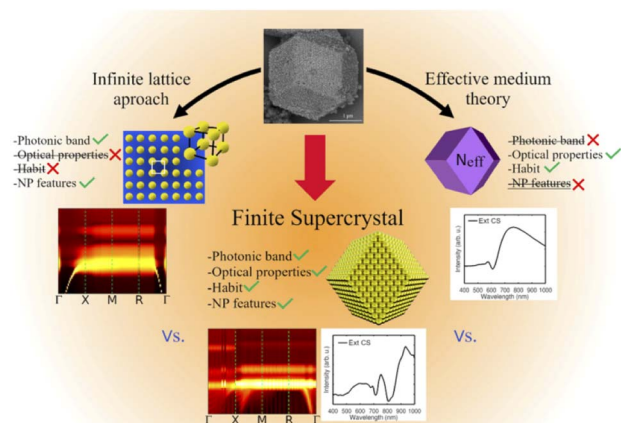 Infinite lattice
aproach
-Photonic band
-Optical properties
-Habit
-NP features
1 µm
Effective medium
theory
Neff
-Photonic band
-Optical properties
-Habit
-NP features
Γ X M R Γ
Intensity (arb. u.)
Ext CS
400 500 600 700 800 900 1000
Wavelength (nm)
Finite Supercrystal
-Photonic band
-Optical properties
-Habit
-NP features
Vs.
Vs.
Γ X M R Γ
Intensity (arb. u.)
Ext CS
400 500 600 700 800 900 1000
Wavelength (nm)